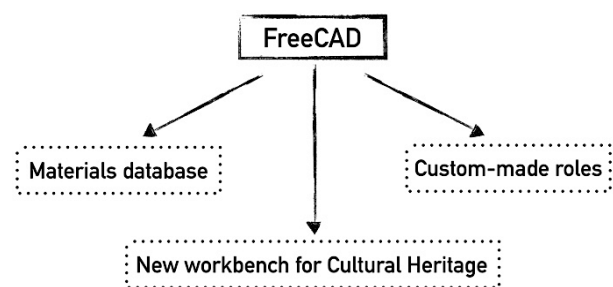 FreeCAD
Materials database
Custom-made roles
New workbench for Cultural Heritage